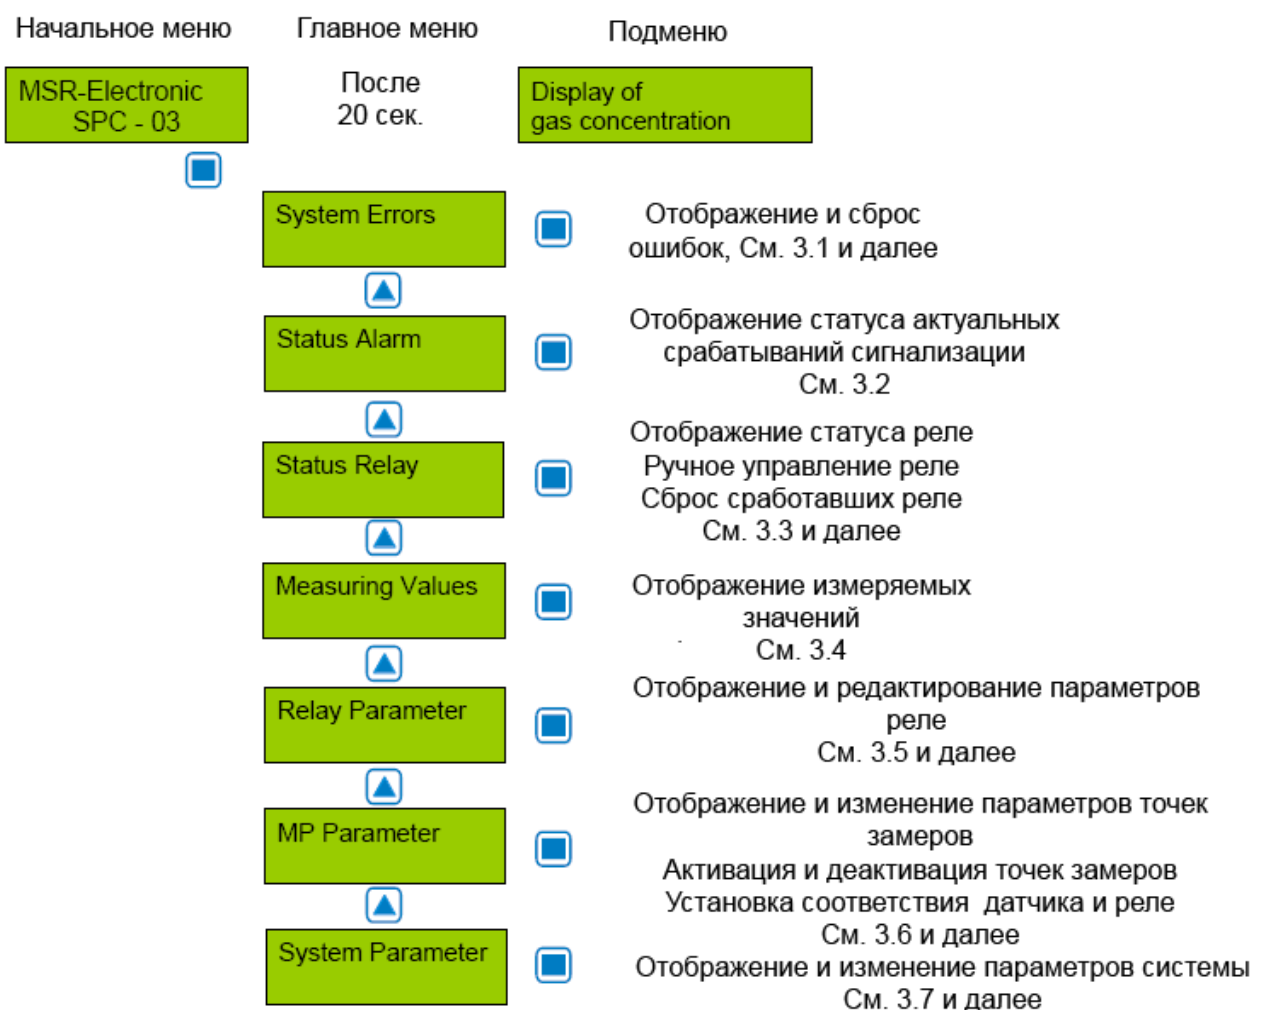 Начальное меню
Главное меню
Подменю
MSR-Electronic
SPC - 03
После
20 сек.
Display of
gas concentration
System Errors
Отображение и сброс
ошибок, См. 3.1 и далее
Status Alarm
Отображение статуса актуальных
срабатываний сигнализации
См. 3.2
Status Relay
Отображение статуса реле
Ручное управление реле
Сброс сработавших реле
См. 3.3 и далее
Measuring Values
Отображение измеряемых
значений
См. 3.4
Relay Parameter
Отображение и редактирование параметров
реле
См. 3.5 и далее
MP Parameter
Отображение и изменение параметров точек
замеров
Активация и деактивация точек замеров
Установка соответствия датчика и реле
См. 3.6 и далее
System Parameter
Отображение и изменение параметров системы
См. 3.7 и далее